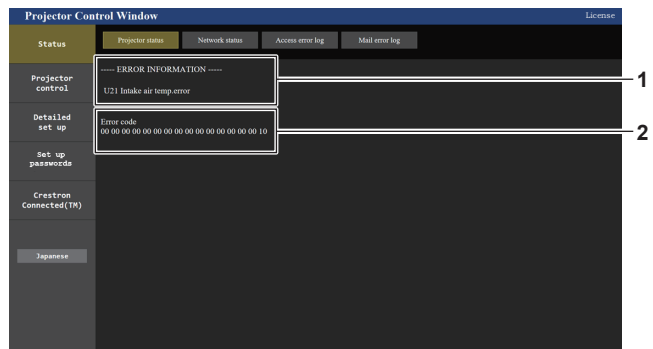 Projector Control Window
License
Status
Projector status
Network status
Access error log
Mail error log
----- ERROR INFORMATION -----
U21 Intake air temp.error
1
Projector
control
Error code
00 00 00 00 00 00 00 00 00 00 00 00 00 00 00 10
2
Detailed
set up
Set up
passwords
Crestron
Connected(TM)
Japanese